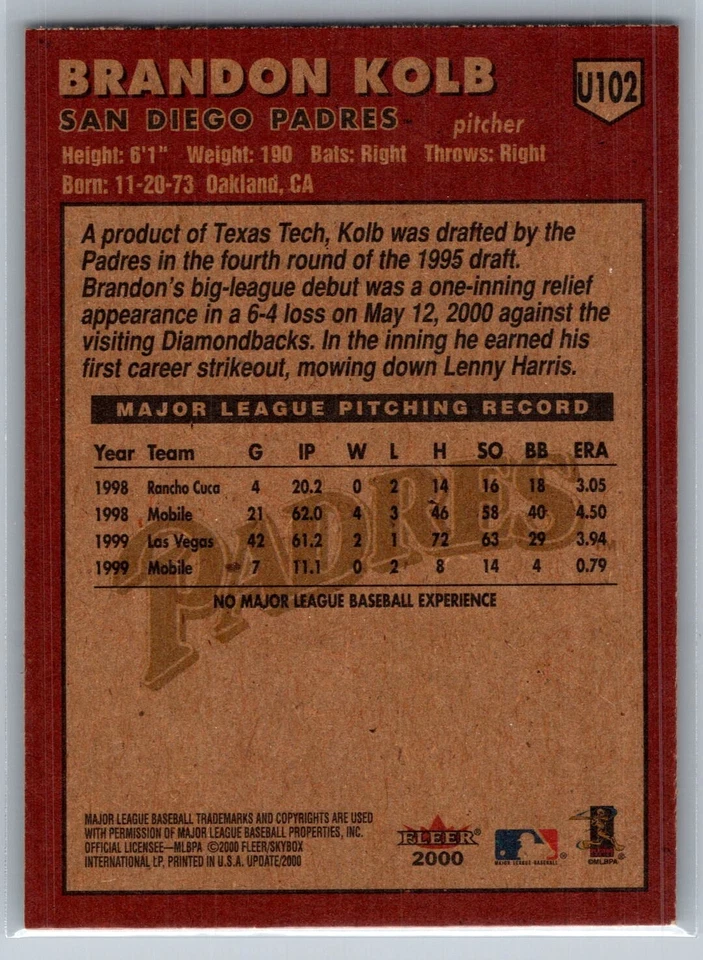 BRANDON KOLB
U102
SAN DIEGO PADRES pitcher
Height: 6'1" Weight: 190 Bats: Right Throws: Right
Born: 11-20-73 Oakland, CA
A product of Texas Tech, Kolb was drafted by the
Padres in the fourth round of the 1995 draft.
Brandon's big-league debut was a one-inning relief
appearance in a 6-4 loss on May 12, 2000 against the
visiting Diamondbacks. In the inning he earned his
first career strikeout, mowing down Lenny Harris.
MAJOR LEAGUE PITCHING RECORD
Year Team G IP W L H SO BB ERA
1998 Rancho Cuca 4 20.2 0 2 14 16 18 3.05
1998 Mobile 21 62.0 4 3 46 58 40 4.50
1999 Las Vegas 42 61.2 2 1 72 63 29 3.94
1999 Mobile 7 11.1 0 2 8 14 4 0.79
PADRES
NO MAJOR LEAGUE BASEBALL EXPERIENCE
MAJOR LEAGUE BASEBALL TRADEMARKS AND COPYRIGHTS ARE USED
WITH PERMISSION OF MAJOR LEAGUE BASEBALL PROPERTIES, INC.
OFFICIAL LICENSEE—MLBPA ©2000 FLEER/SKYBOX
INTERNATIONAL LP. PRINTED IN U.S.A. UPDATE/2000
FLEER®
2000
MAJOR LEAGUE BASEBALL®
©MLBPA